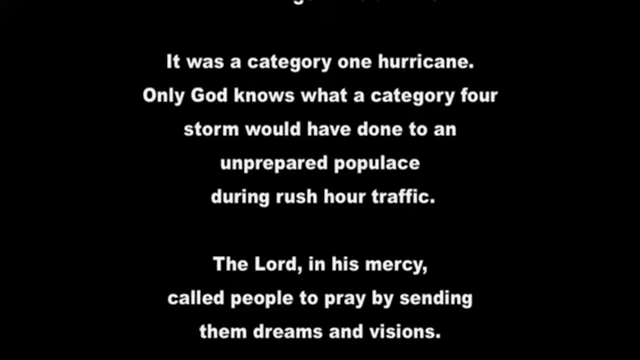 It was a category one hurricane.
Only God knows what a category four
storm would have done to an
unprepared populace
during rush hour traffic.
The Lord, in his mercy,
called people to pray by sending
them dreams and visions.